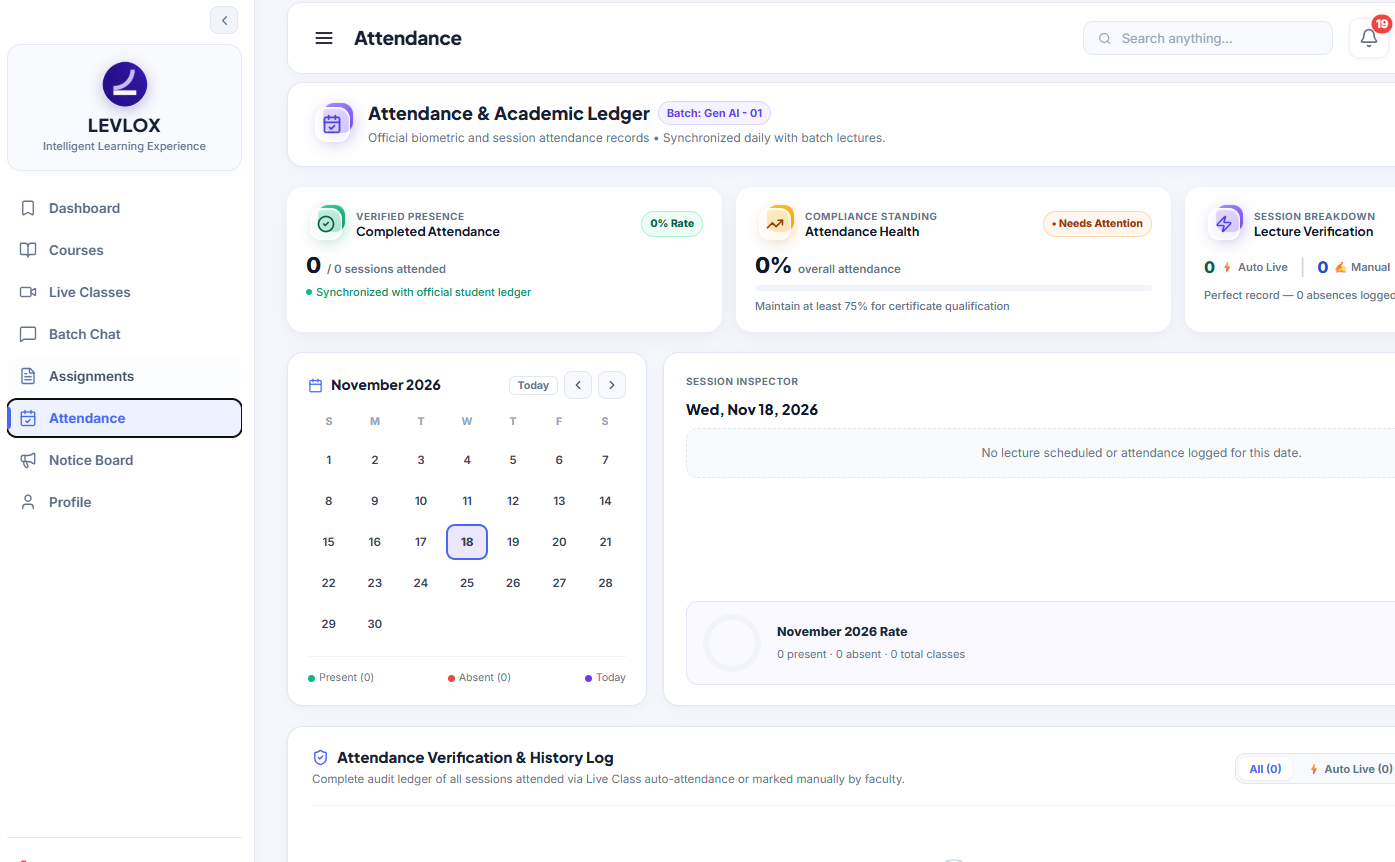 LEVLOX
Intelligent Learning Experience
Dashboard
Courses
Live Classes
Batch Chat
Assignments
Attendance
Notice Board
Profile
Attendance
Search anything...
19
Attendance & Academic Ledger
Batch: Gen AI - 01
Official biometric and session attendance records • Synchronized daily with batch lectures.
VERIFIED PRESENCE
Completed Attendance
0% Rate
0 / 0 sessions attended
Synchronized with official student ledger
COMPLIANCE STANDING
Attendance Health
• Needs Attention
0% overall attendance
Maintain at least 75% for certificate qualification
SESSION BREAKDOWN
Lecture Verification
0 ⚡ Auto Live
0 ✍️ Manual
Perfect record — 0 absences logged
November 2026
Today
S M T W T F S
1 2 3 4 5 6 7
8 9 10 11 12 13 14
15 16 17 18 19 20 21
22 23 24 25 26 27 28
29 30
Present (0) Absent (0) Today
SESSION INSPECTOR
Wed, Nov 18, 2026
No lecture scheduled or attendance logged for this date.
November 2026 Rate
0 present · 0 absent · 0 total classes
Attendance Verification & History Log
Complete audit ledger of all sessions attended via Live Class auto-attendance or marked manually by faculty.
All (0)
⚡ Auto Live (0)